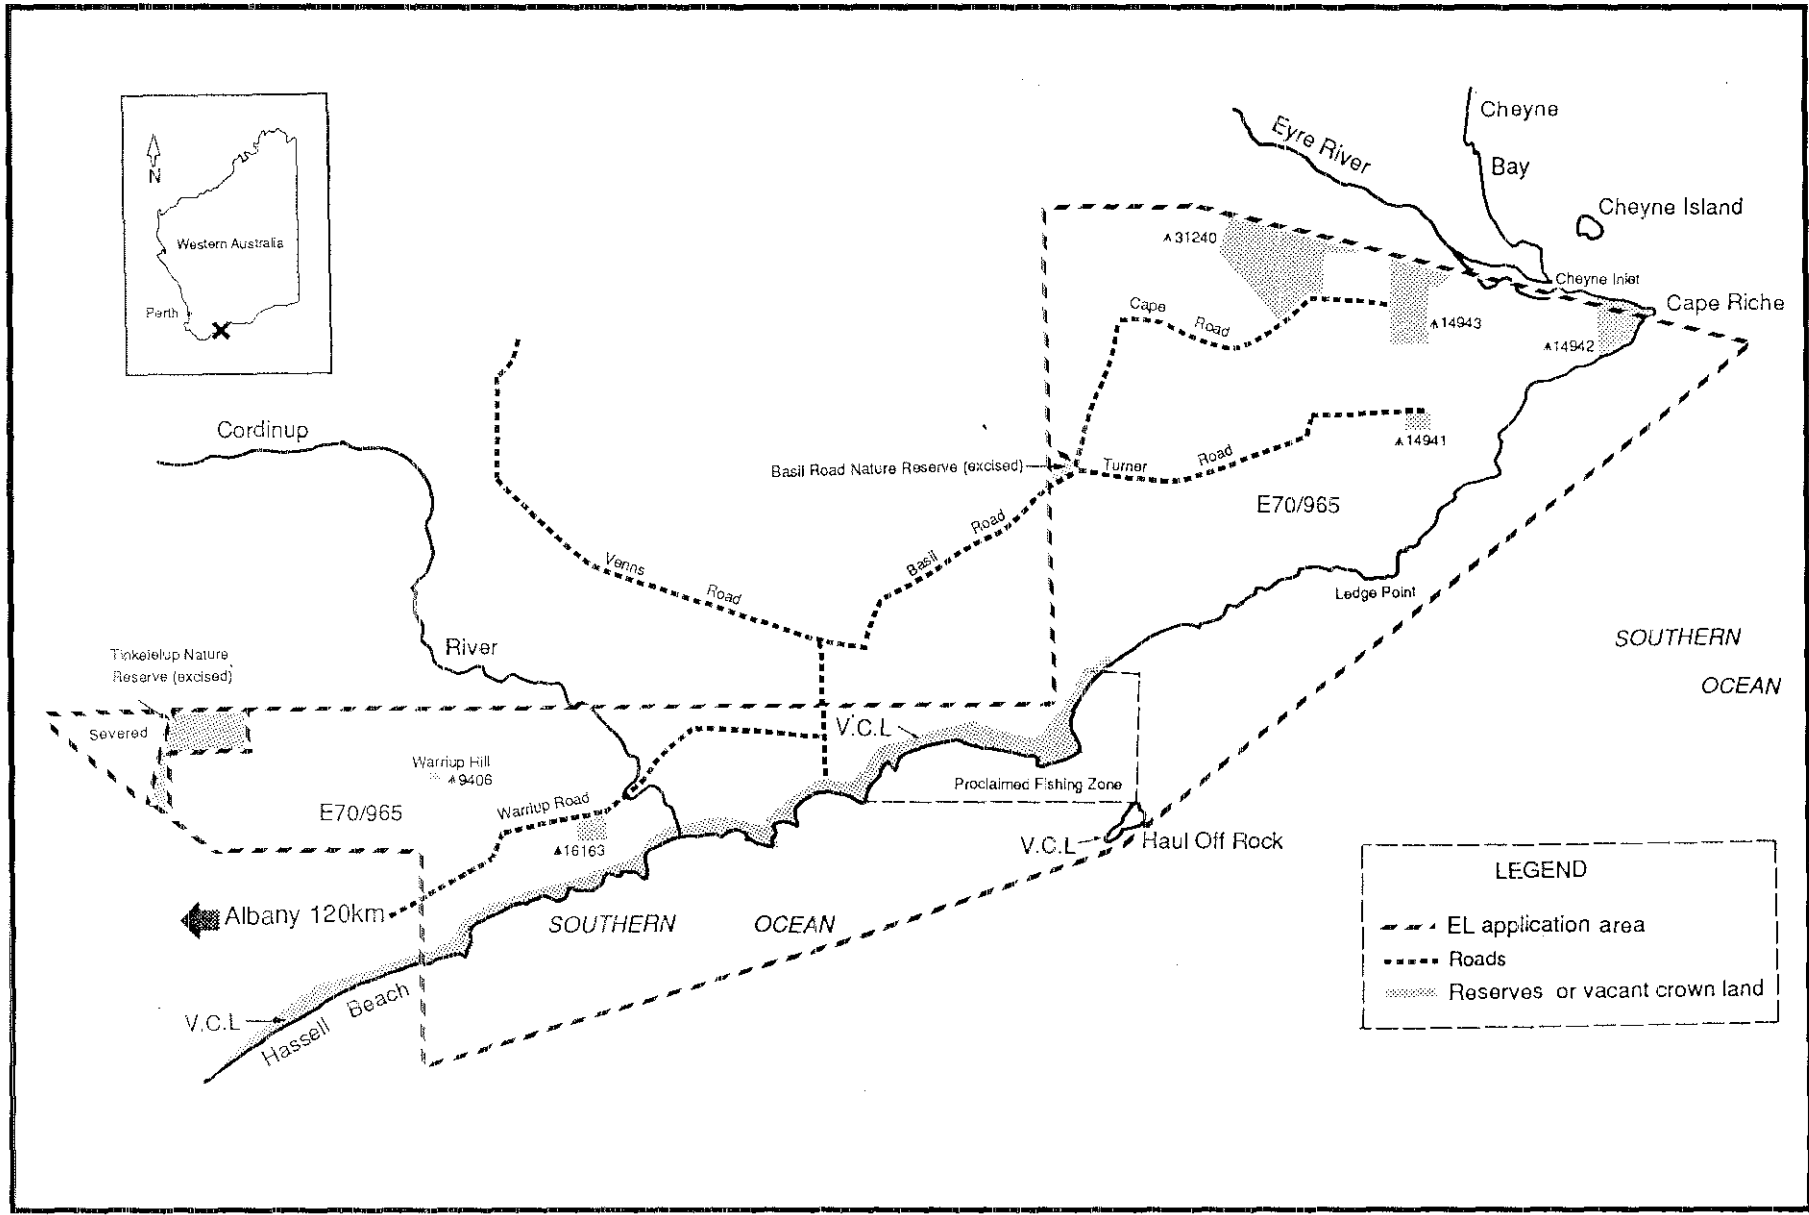 N
Western Australia
Perth
Cheyne
Bay
Eyre River
Cheyne Island
31240
Cheyne Inlet
Cape Riche
Cape Road
14943
14942
Cordinup
14941
Basil Road Nature Reserve (excised)
Turner Road
E70/965
Basil Road
Venns Road
Ledge Point
River
SOUTHERN
OCEAN
Tinkelelup Nature
Reserve (excised)
Severed
V.C.L
Warriup Hill
9406
Proclaimed Fishing Zone
E70/965
Warriup Road
V.C.L
Haul Off Rock
16163
LEGEND
Albany 120km
SOUTHERN OCEAN
EL application area
Roads
Reserves or vacant crown land
V.C.L
Hassell Beach